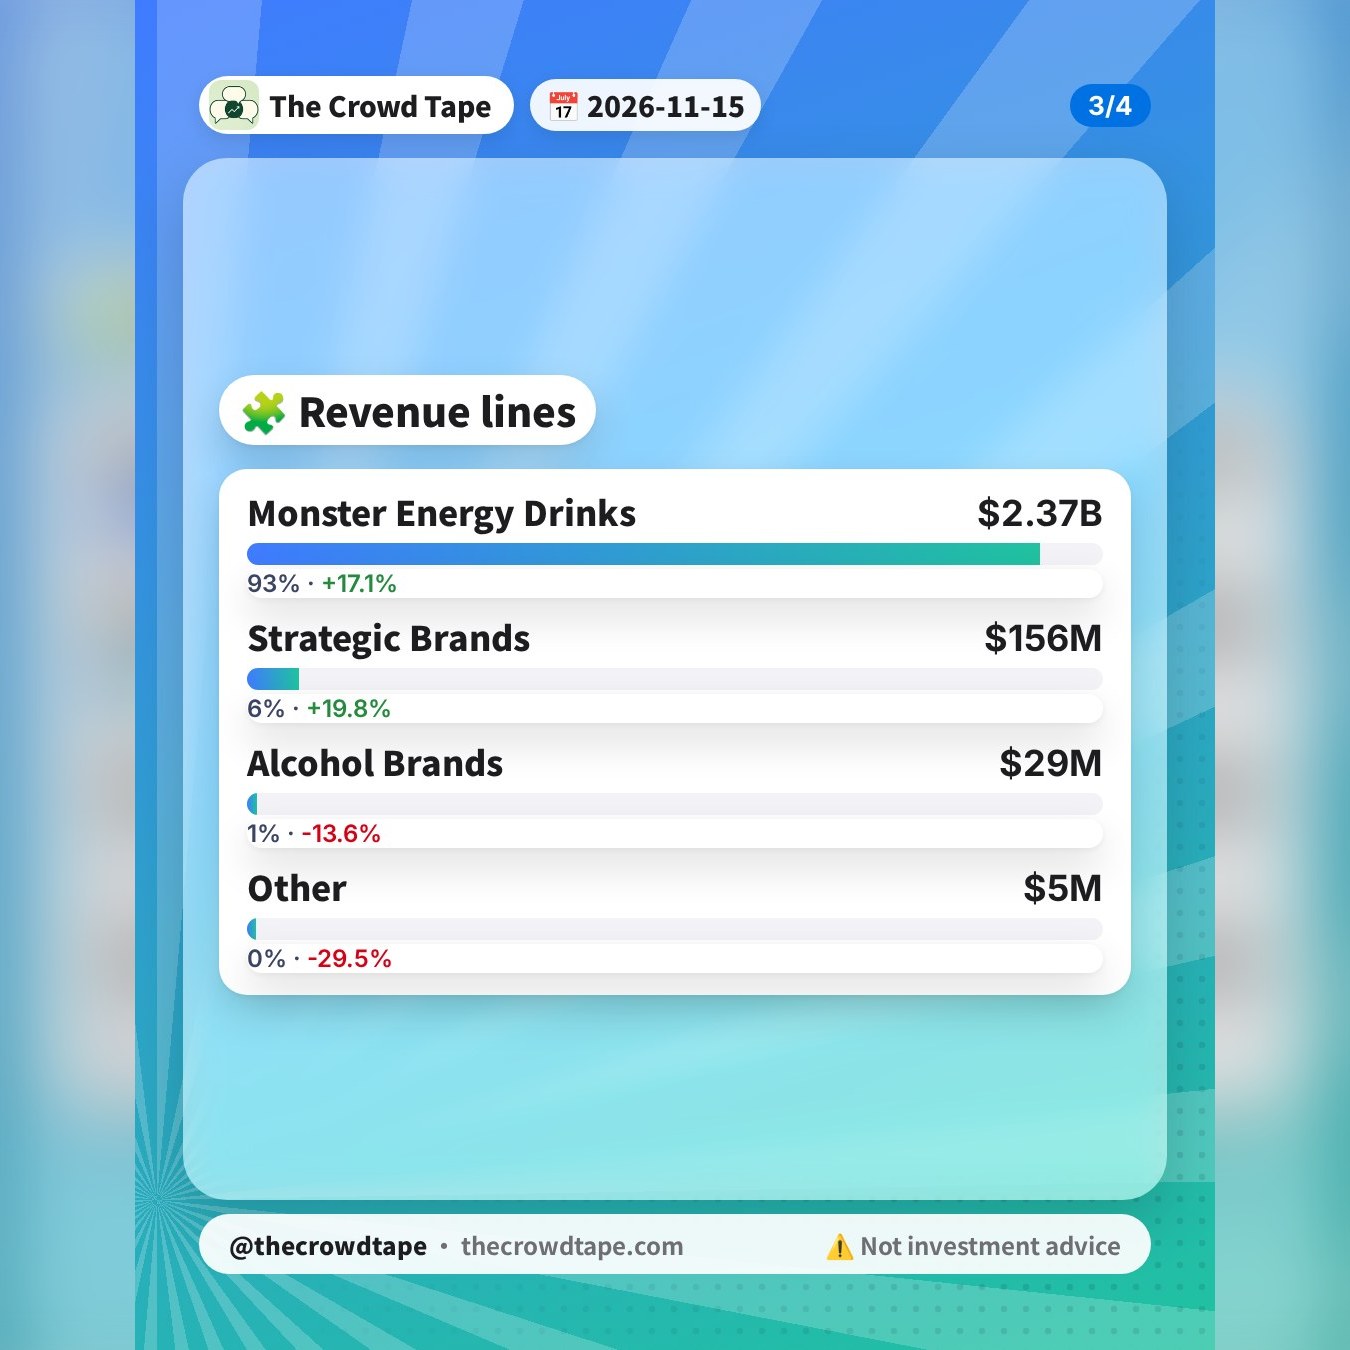 The Crowd Tape
July 17 2026-11-15
3/4
Revenue lines
Monster Energy Drinks $2.37B
93% · +17.1%
Strategic Brands $156M
6% · +19.8%
Alcohol Brands $29M
1% · -13.6%
Other $5M
0% · -29.5%
@thecrowdtape • thecrowdtape.com
Not investment advice